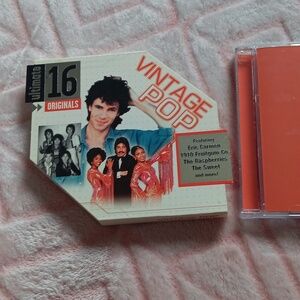 ultimate
16
ORIGINALS
VINTAGE
POP
Featuring
Eric Carmen
1910 Fruitgum Co.
The Raspberries
The Sweet
and more!